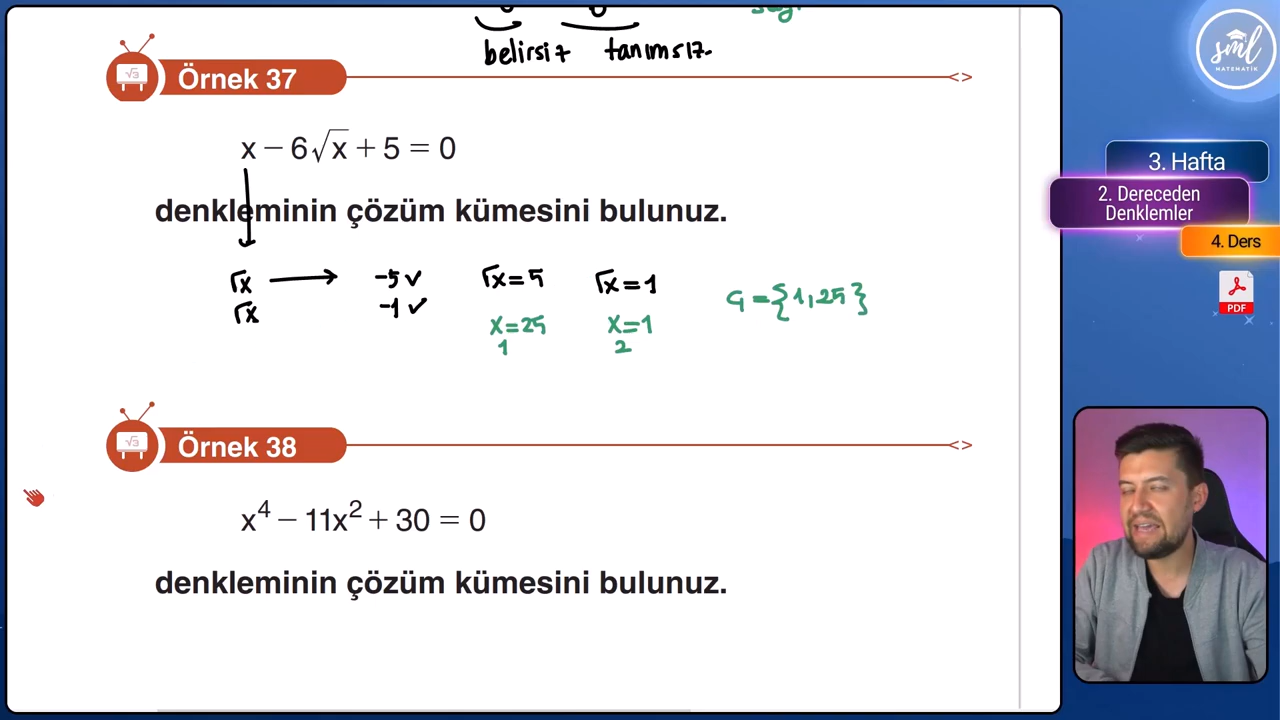 belirsiz tanımsız.
Örnek 37
x − 6√x + 5 = 0
denkleminin çözüm kümesini bulunuz.
√x → -5 ✓ √x = 5 √x = 1
√x -1 ✓ x = 25 x = 1
1 2
Ç = {1, 25}
Örnek 38
x⁴ − 11x² + 30 = 0
denkleminin çözüm kümesini bulunuz.
sml
MATEMATİK
3. Hafta
2. Dereceden
Denklemler
4. Ders
PDF